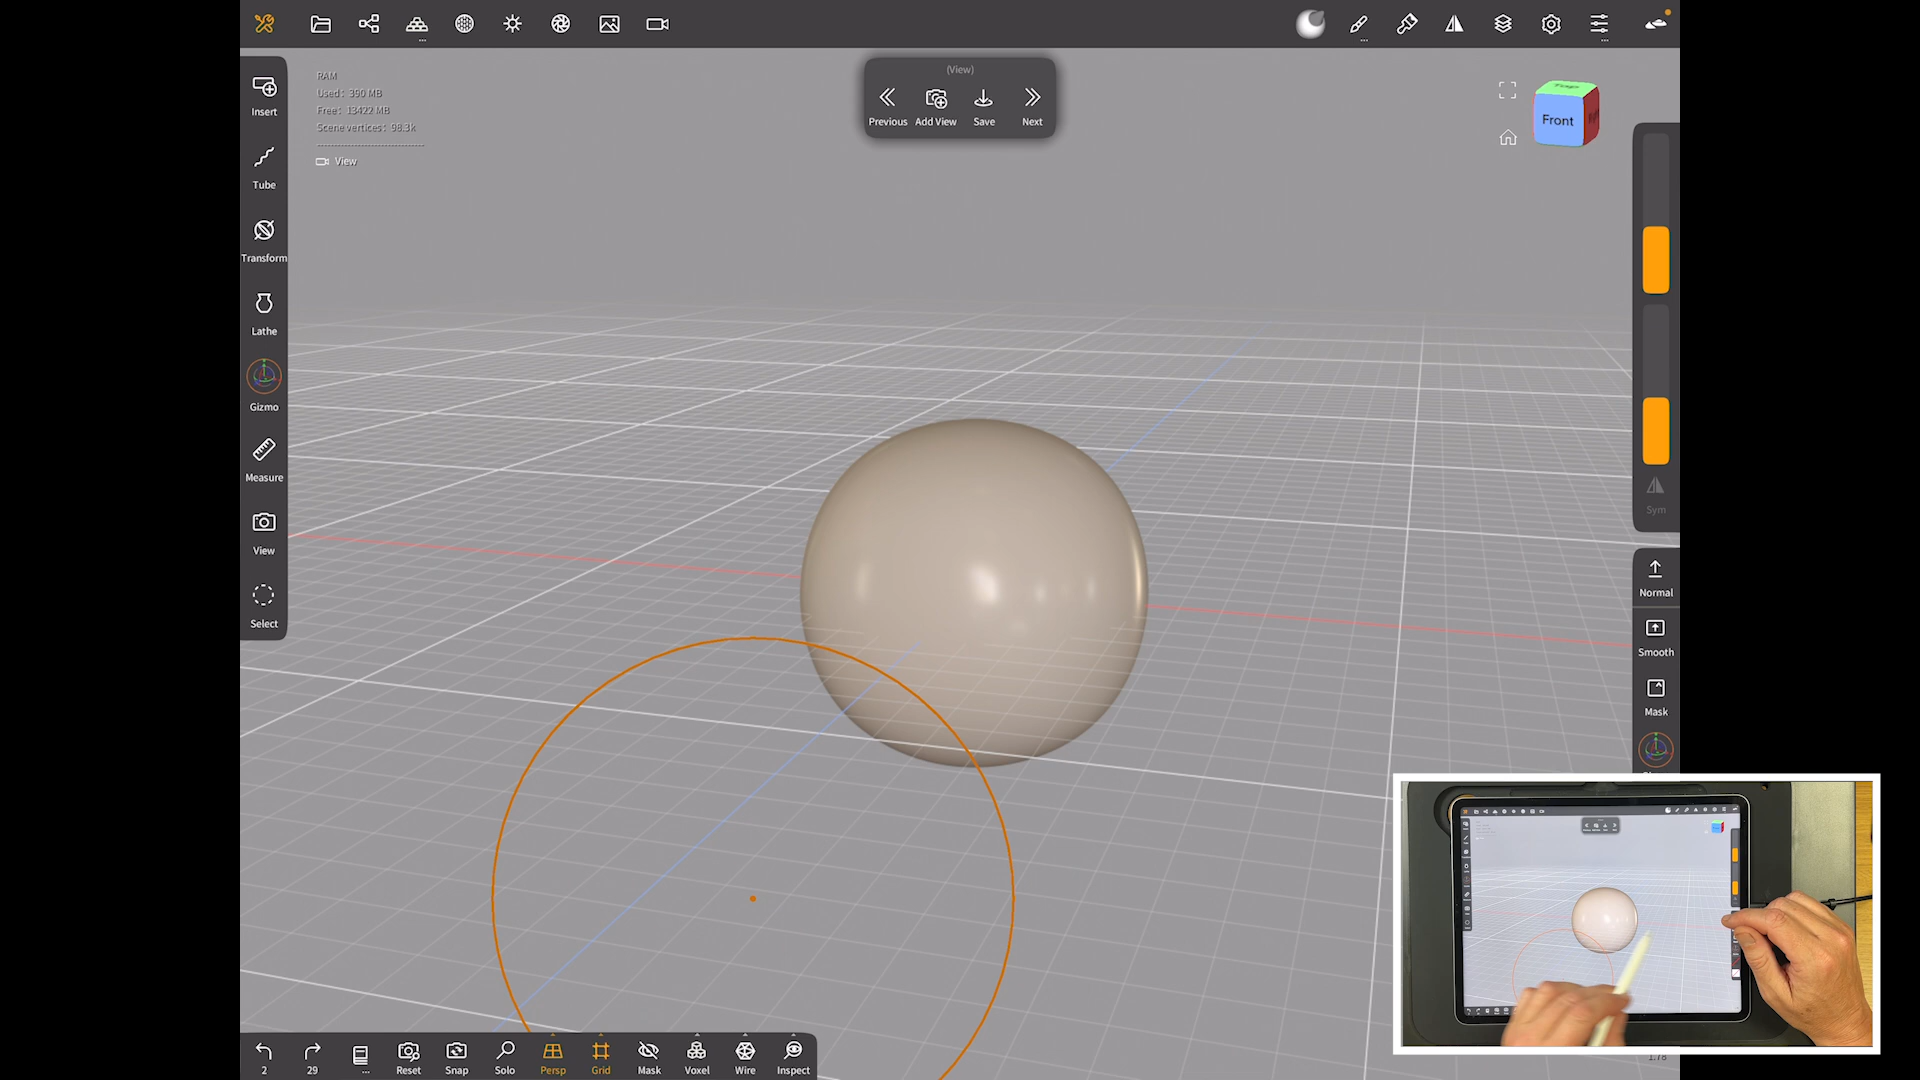 (View)
Previous
Add View
Save
Next
RAM
Used: 390 MB
Free: 13422 MB
Scene vertices: 98.3k
View
Top
Front
Right
Insert
Tube
Transform
Lathe
Gizmo
Measure
View
Select
Sym
Normal
Smooth
Mask
2
29
...
Reset
Snap
Solo
Persp
Grid
Mask
Voxel
Wire
Inspect